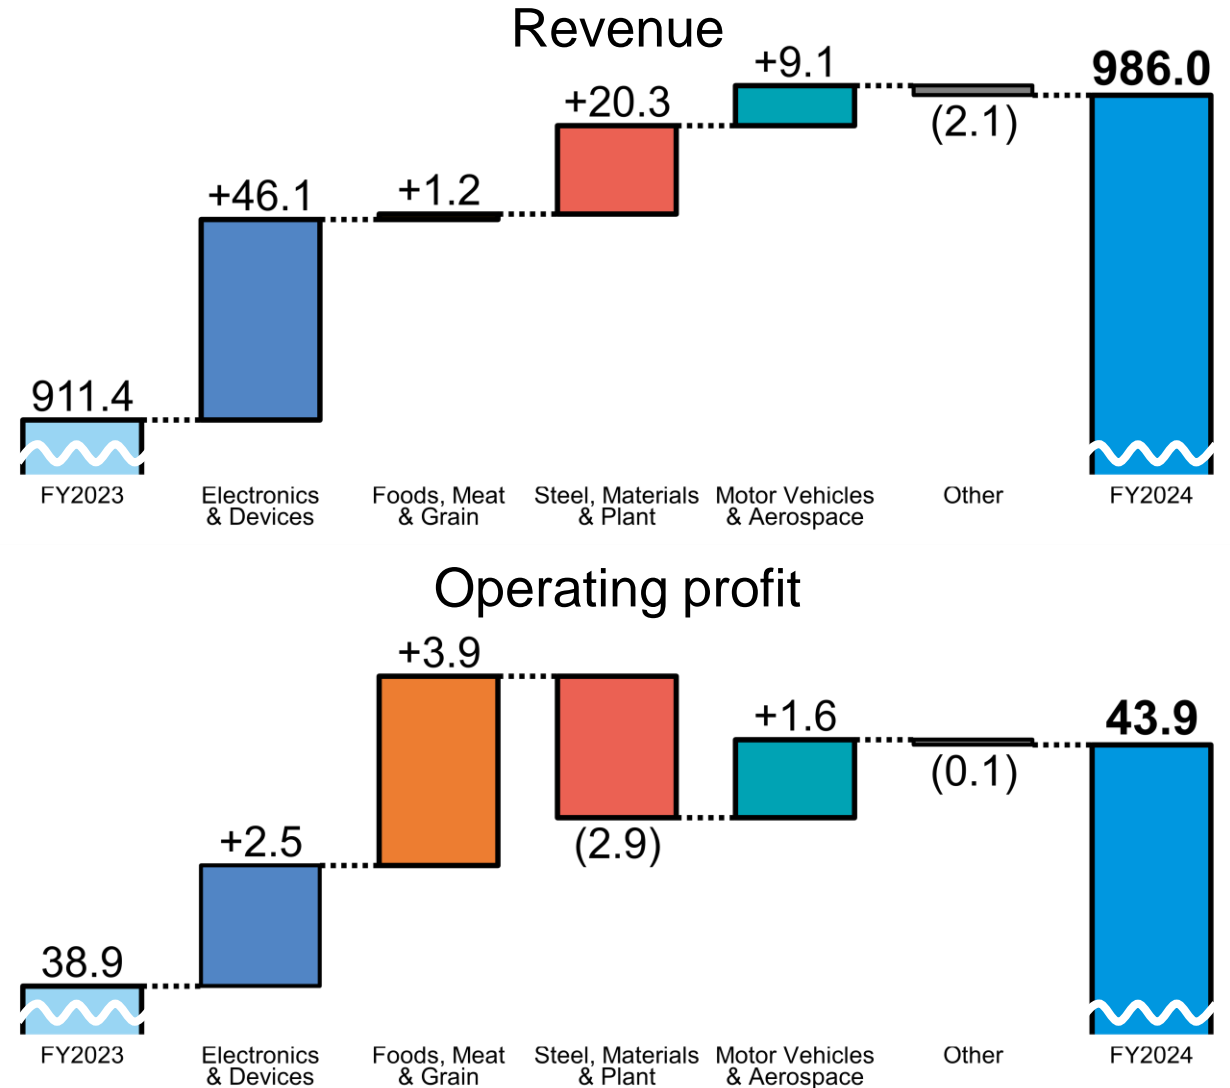 Revenue
911.4
+46.1
+1.2
+20.3
+9.1
(2.1)
986.0
FY2023
Electronics
& Devices
Foods, Meat
& Grain
Steel, Materials
& Plant
Motor Vehicles
& Aerospace
Other
FY2024
Operating profit
38.9
+2.5
+3.9
(2.9)
+1.6
(0.1)
43.9
FY2023
Electronics
& Devices
Foods, Meat
& Grain
Steel, Materials
& Plant
Motor Vehicles
& Aerospace
Other
FY2024